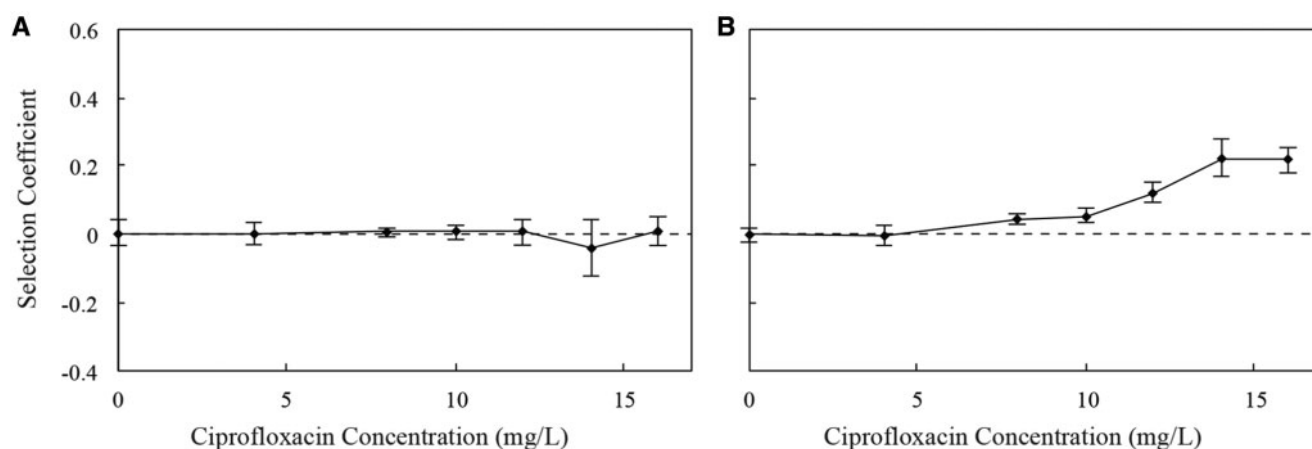 A
B
0.6
0.4
0.2
0
-0.2
-0.4
Selection Coefficient
0 5 10 15
0 5 10 15
Ciprofloxacin Concentration (mg/L)
Ciprofloxacin Concentration (mg/L)